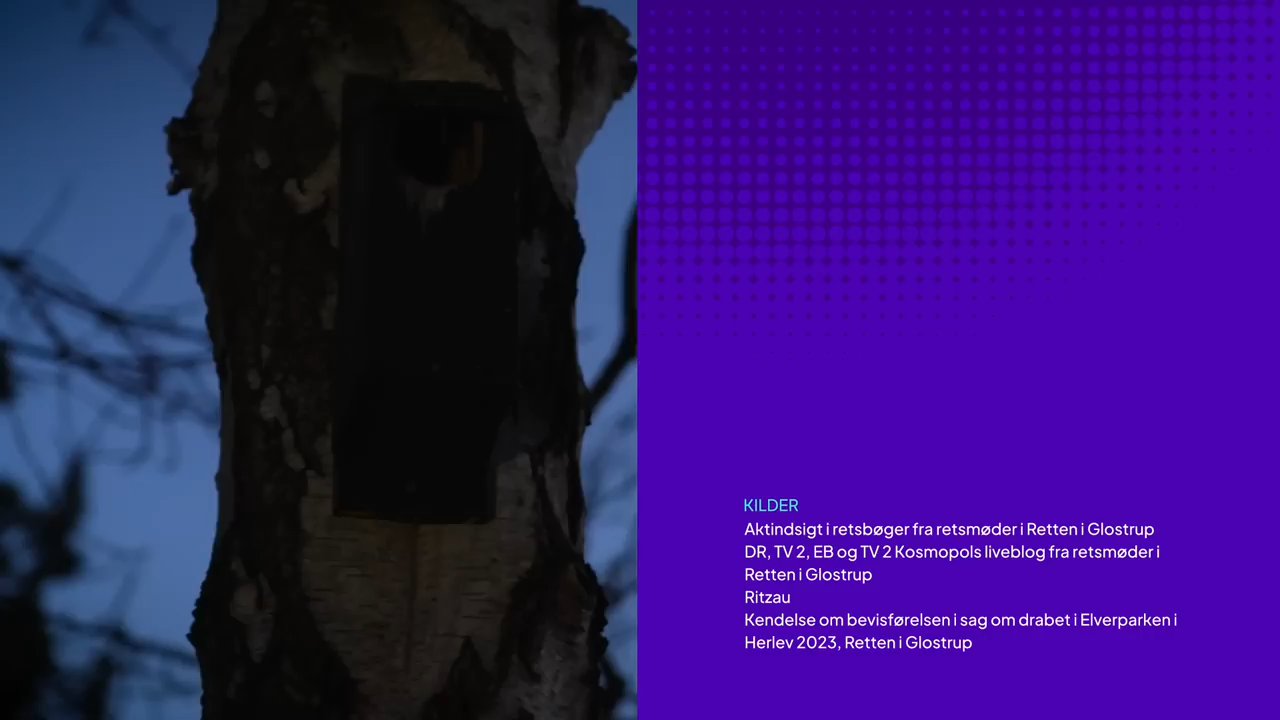 KILDER
Aktindsigt i retsbøger fra retsmøder i Retten i Glostrup
DR, TV 2, EB og TV 2 Kosmopols liveblog fra retsmøder i
Retten i Glostrup
Ritzau
Kendelse om bevisførelsen i sag om drabet i Elverparken i
Herlev 2023, Retten i Glostrup